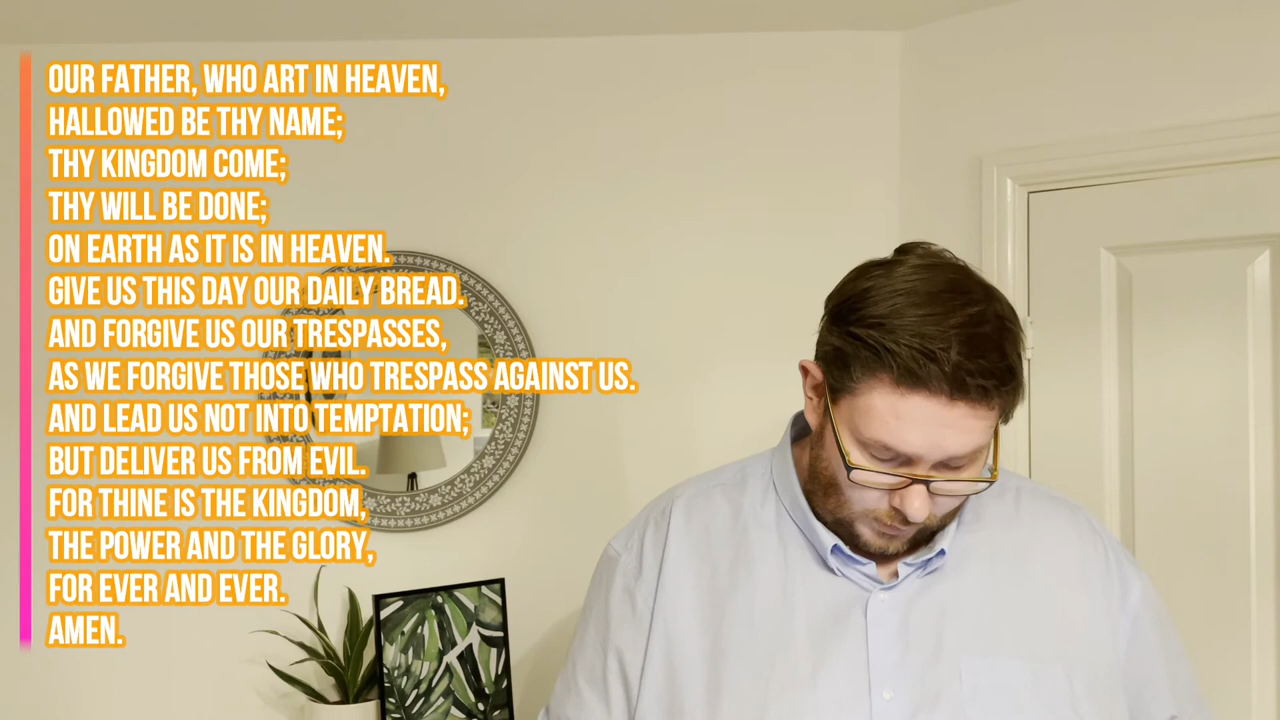 OUR FATHER, WHO ART IN HEAVEN,
HALLOWED BE THY NAME;
THY KINGDOM COME;
THY WILL BE DONE;
ON EARTH AS IT IS IN HEAVEN.
GIVE US THIS DAY OUR DAILY BREAD.
AND FORGIVE US OUR TRESPASSES,
AS WE FORGIVE THOSE WHO TRESPASS AGAINST US.
AND LEAD US NOT INTO TEMPTATION;
BUT DELIVER US FROM EVIL.
FOR THINE IS THE KINGDOM,
THE POWER AND THE GLORY,
FOR EVER AND EVER.
AMEN.